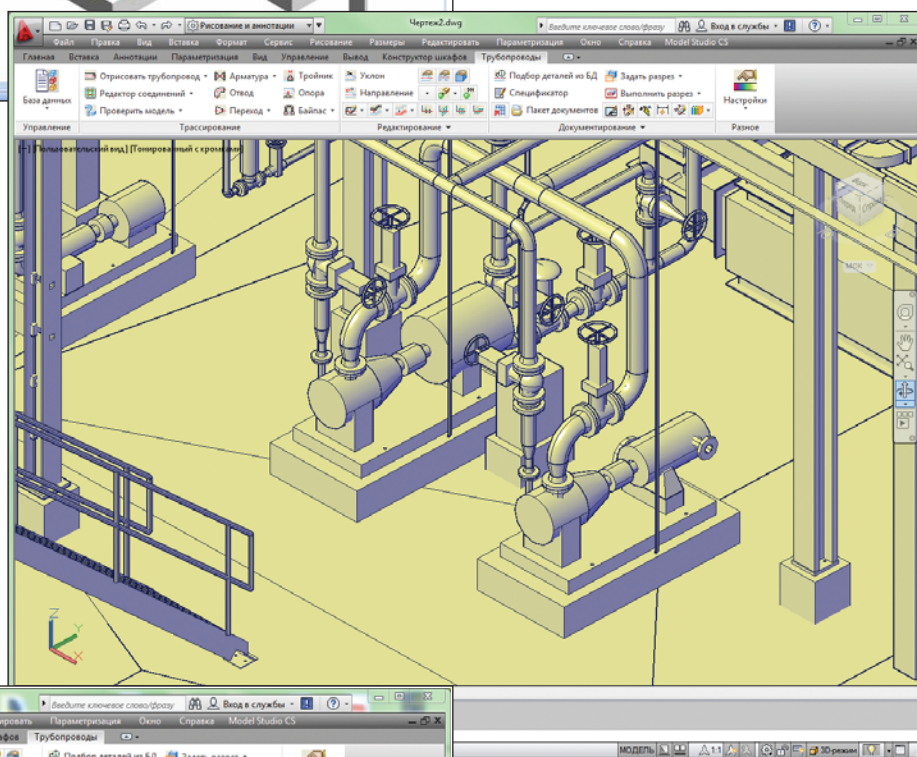 Рисование и аннотации Чертеж2.dwg Введите ключевое слово/фразу Вход в службы
Файл Правка Вид Вставка Формат Сервис Рисование Размеры Редактировать Параметризация Окно Справка Model Studio CS
Главная Вставка Аннотации Параметризация Вид Управление Вывод Конструктор шкафов Трубопроводы
Отрисовать трубопровод Арматура Тройник Уклон Подбор деталей из БД Задать разрез
База данных Редактор соединений Отвод Опора Направление Спецификатор Выполнить разрез Настройки
Проверить модель Переход Байпас Пакет документов
Управление Трассирование Редактирование Документирование Разное
[–] [Пользовательский вид] [Тонированный с кромками]
Верх
МСК
Z
Y
X
Введите ключевое слово/фразу Вход в службы
Параметризация Окно Справка Model Studio CS
Трубопроводы
Подбор деталей из БД Задать разрез
МОДЕЛЬ 1:1 3D-режим